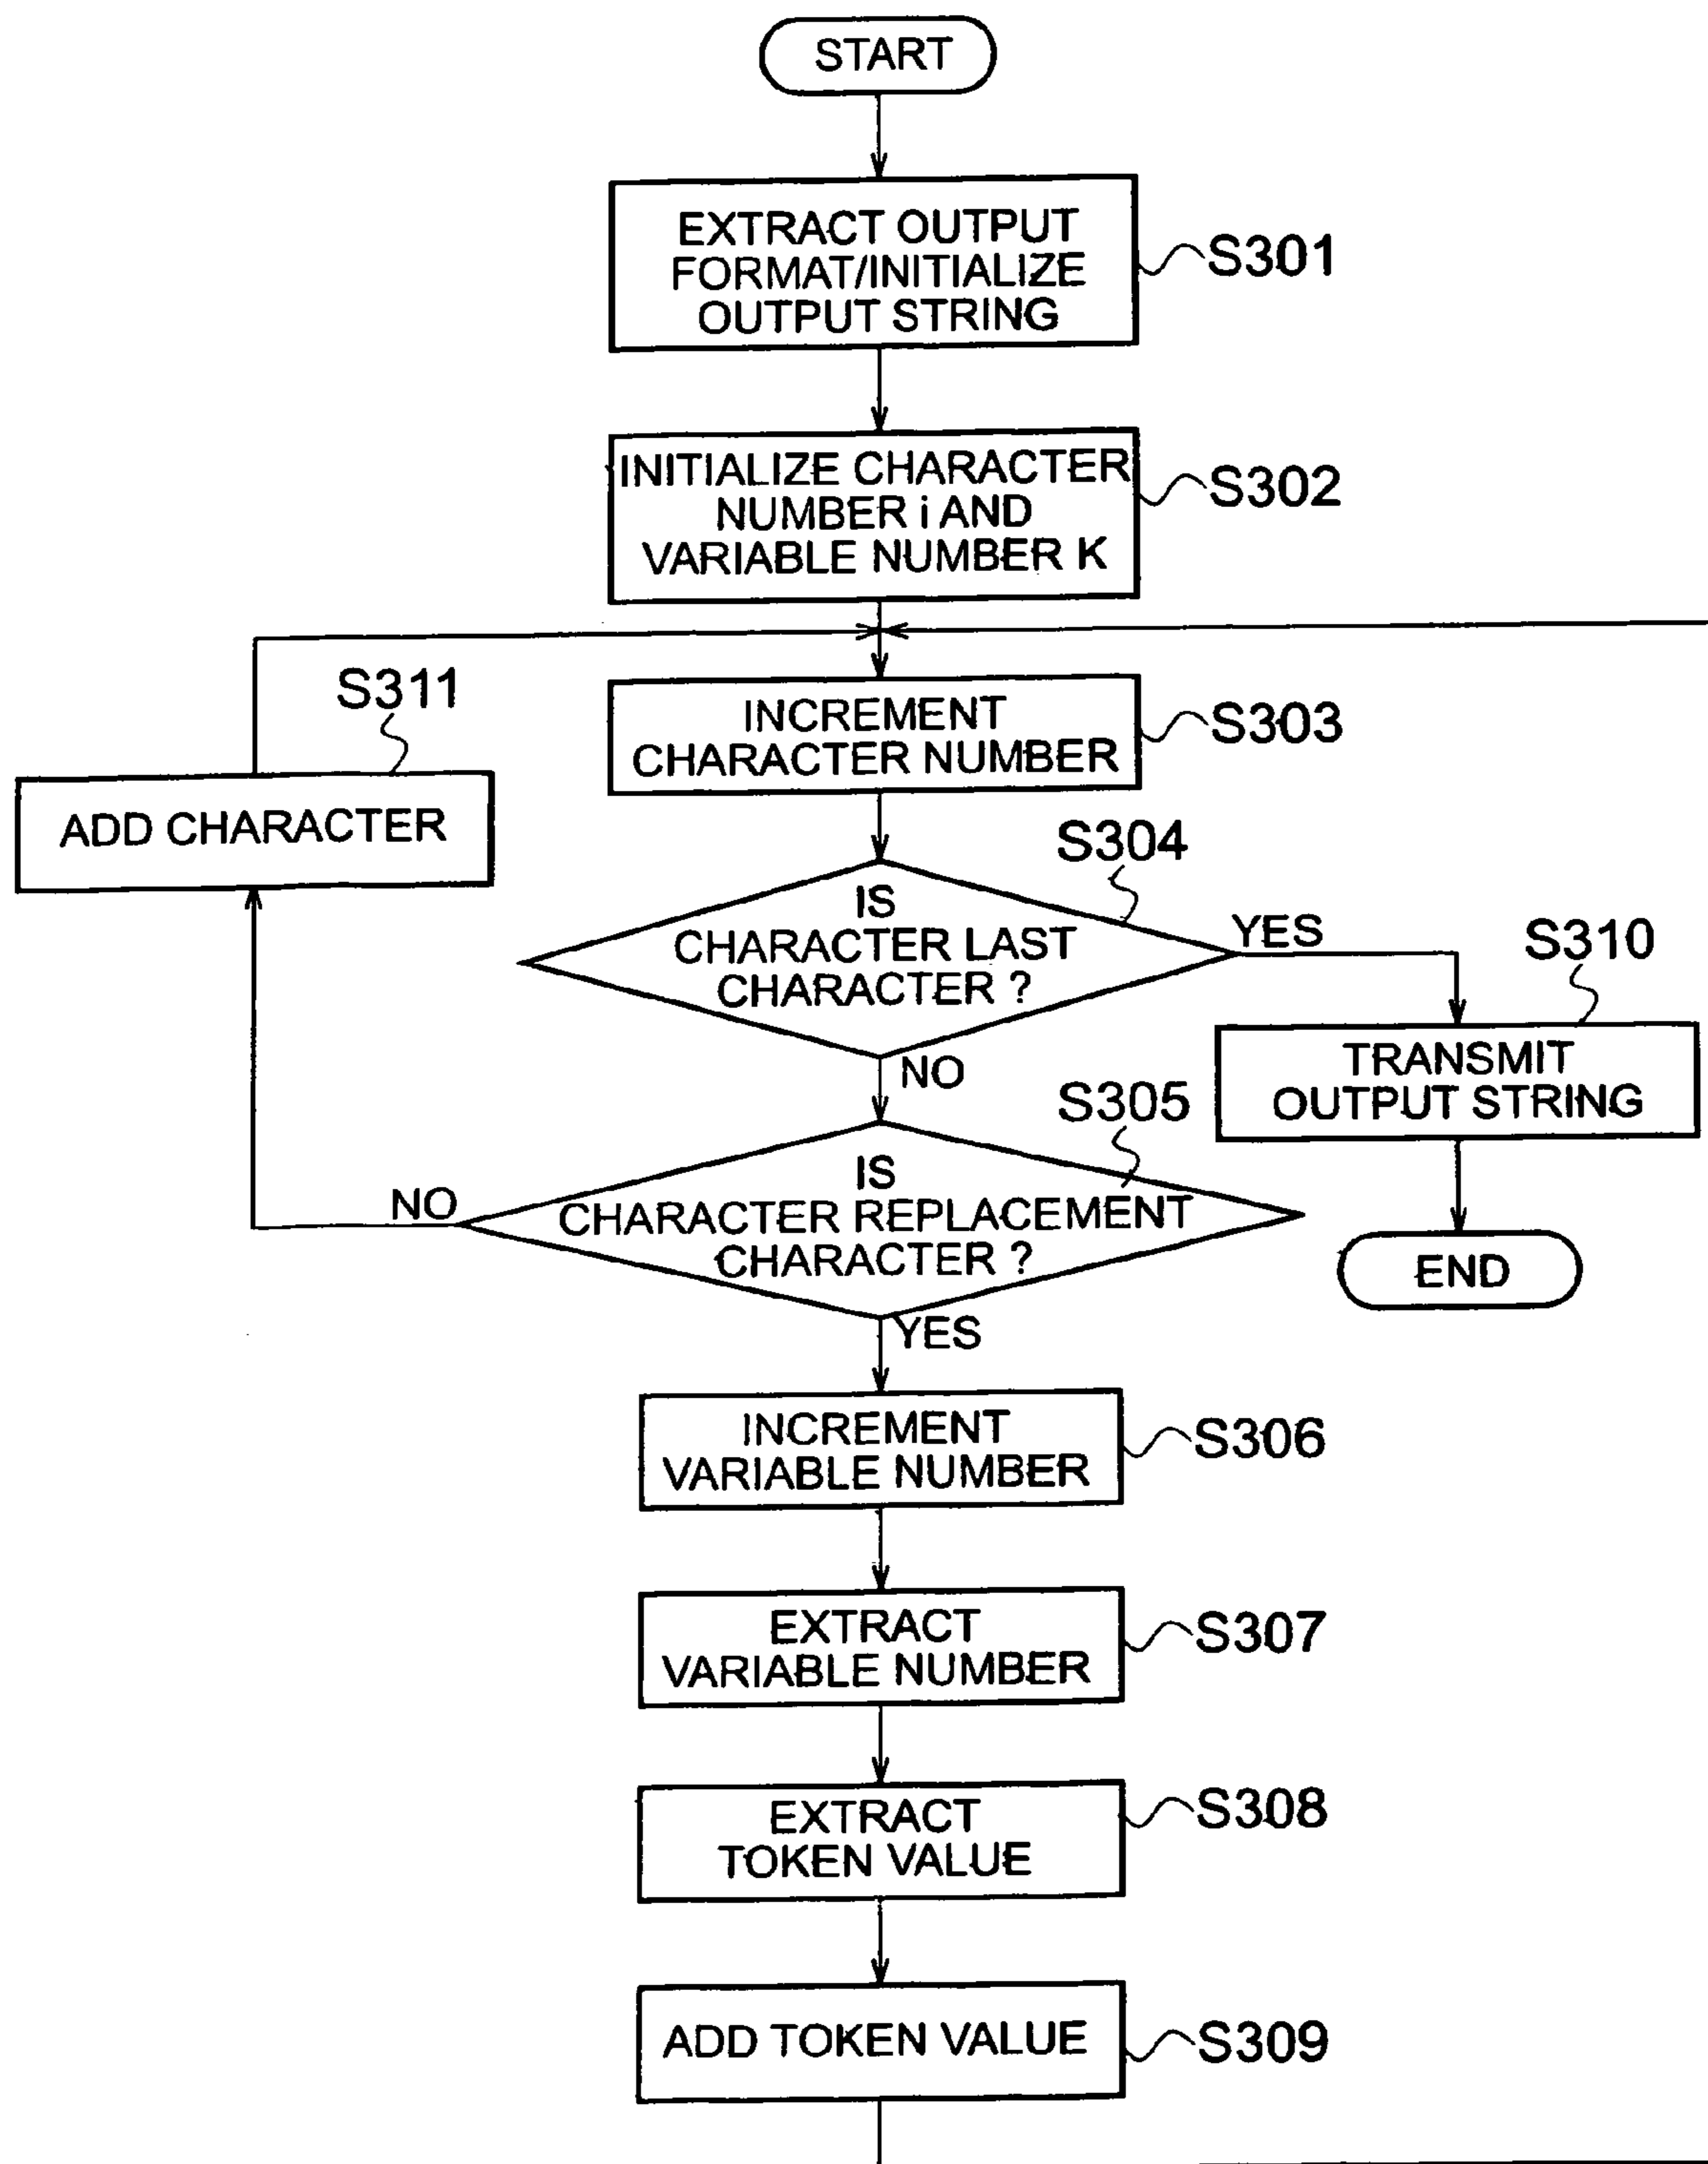 START
EXTRACT OUTPUT
FORMAT/INITIALIZE
OUTPUT STRING
S301
INITIALIZE CHARACTER
NUMBER i AND
VARIABLE NUMBER K
S302
S311
ADD CHARACTER
INCREMENT
CHARACTER NUMBER
S303
S304
IS
CHARACTER LAST
CHARACTER ?
YES
NO
S310
TRANSMIT
OUTPUT STRING
END
S305
IS
CHARACTER REPLACEMENT
CHARACTER ?
NO
YES
INCREMENT
VARIABLE NUMBER
S306
EXTRACT
VARIABLE NUMBER
S307
EXTRACT
TOKEN VALUE
S308
ADD TOKEN VALUE
S309